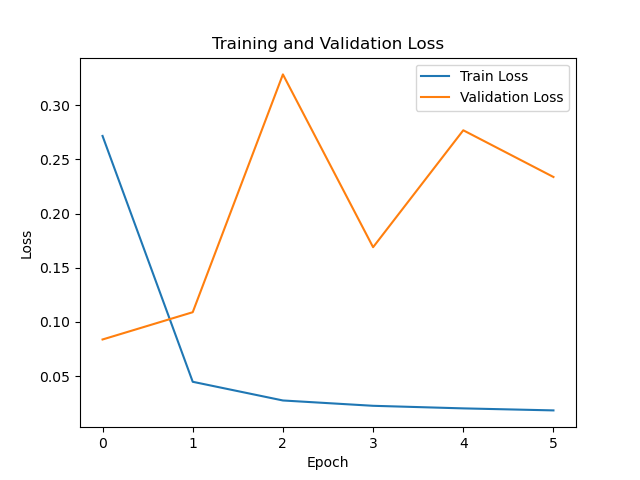 Training and Validation Loss
Train Loss
Validation Loss
0.30
0.25
0.20
0.15
0.10
0.05
Loss
0 1 2 3 4 5
Epoch